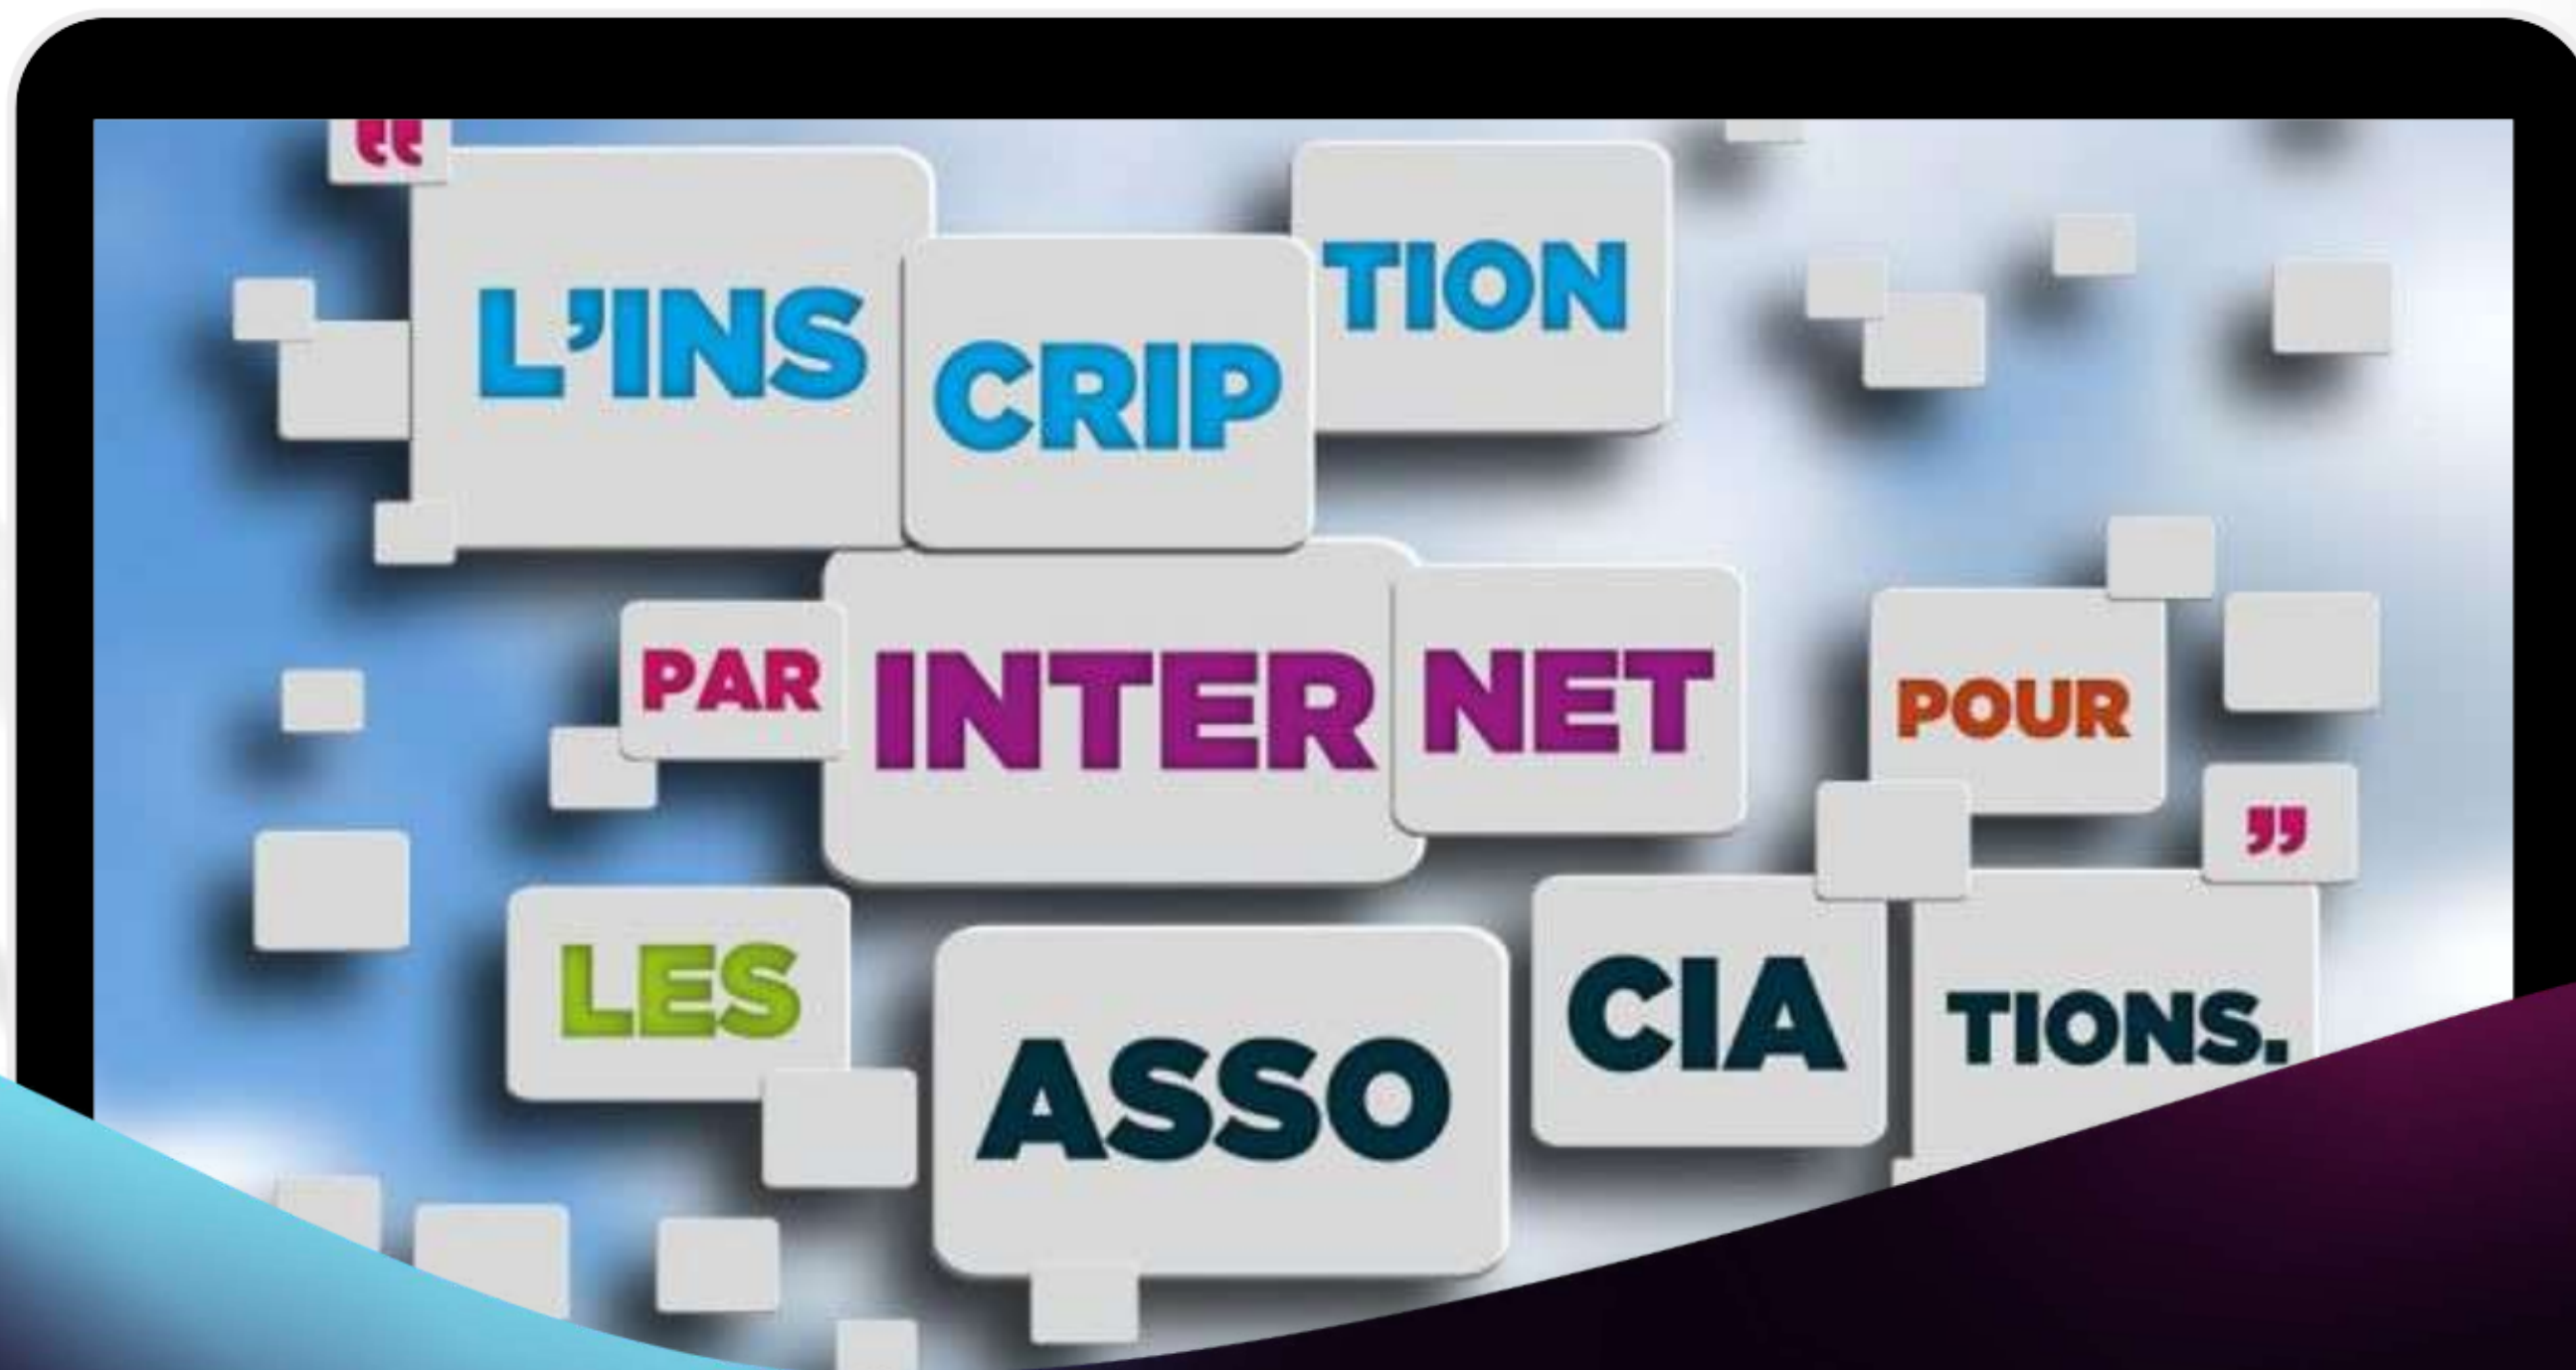 “
L’INS CRIP TION
PAR INTER NET POUR
”
LES ASSO CIA TIONS.